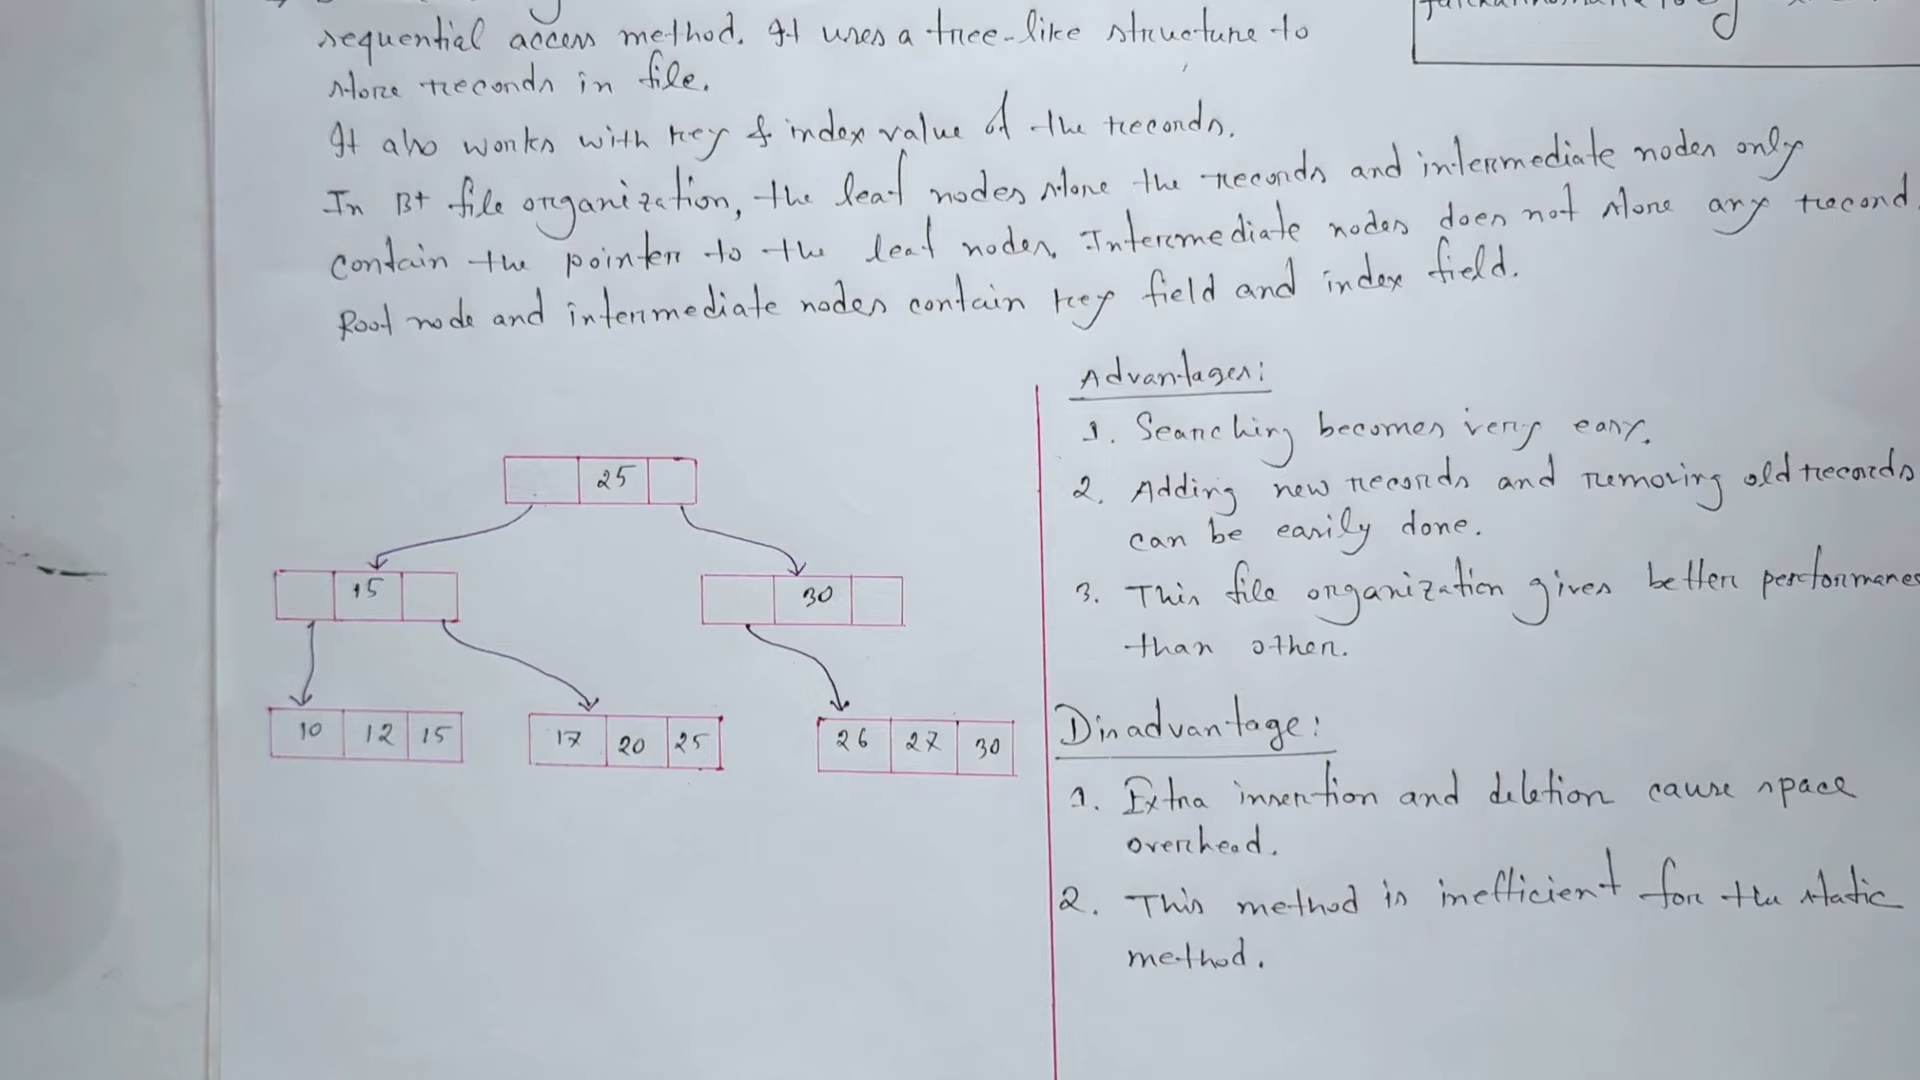 sequential access method. It uses a tree-like structure to
store records in file.
It also works with key & index value of the records.
In B+ file organization, the leaf nodes store the records and intermediate nodes only
contain the pointer to the leaf nodes. Intermediate nodes does not store any record.
Root node and intermediate nodes contain key field and index field.
25
15
30
10 12 15
17 20 25
26 27 30
Advantages:
1. Searching becomes very easy.
2. Adding new records and removing old records
can be easily done.
3. This file organization gives better performance
than other.
Disadvantage:
1. Extra insertion and deletion cause space
overhead.
2. This method is inefficient for the static
method.